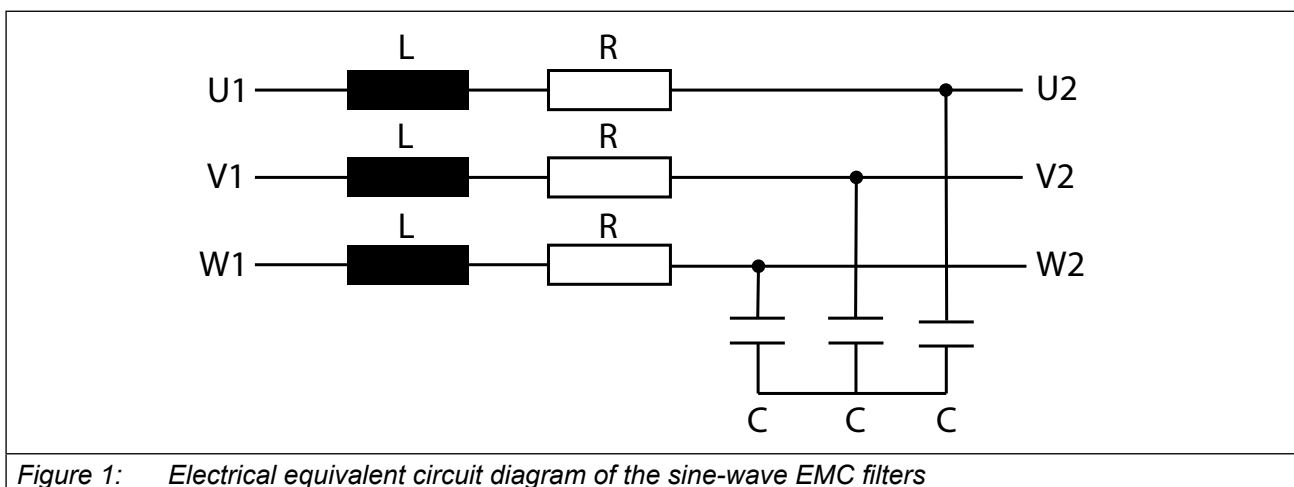 L R
U1 U2
L R
V1 V2
L R
W1 W2
C C C
Figure 1: Electrical equivalent circuit diagram of the sine-wave EMC filters